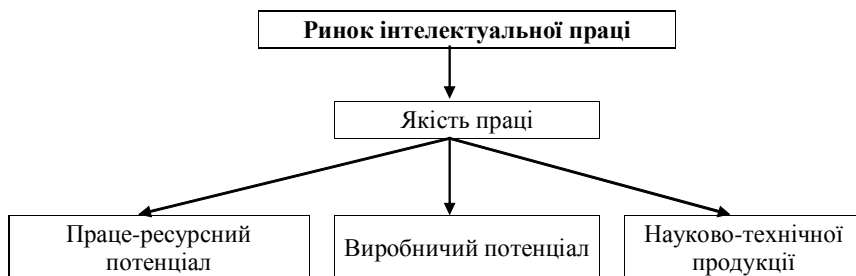 Ринок інтелектуальної праці
Якість праці
Праце-ресурсний
потенціал
Виробничий потенціал
Науково-технічної
продукції